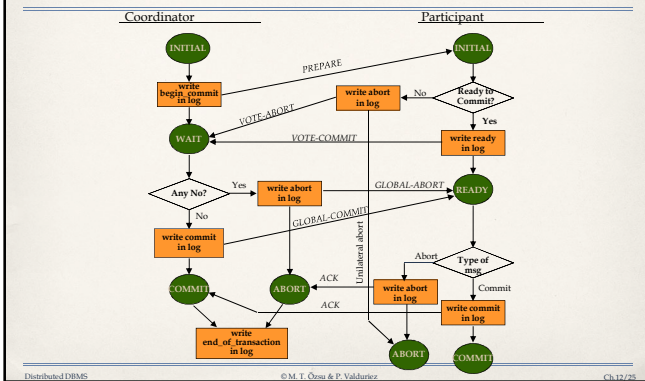 Coordinator
Participant
INITIAL
INITIAL
PREPARE
write
begin_commit
in log
write abort
in log
No
Ready to
Commit?
VOTE-ABORT
Yes
WAIT
VOTE-COMMIT
write ready
in log
Any No?
Yes
write abort
in log
GLOBAL-ABORT
READY
No
GLOBAL-COMMIT
write commit
in log
Unilateral abort
Abort
Type of
msg
Commit
COMMIT
ABORT
ACK
write abort
in log
ACK
write commit
in log
write
end_of_transaction
in log
ABORT
COMMIT
Distributed DBMS
© M. T. Özsu & P. Valduriez
Ch.12/25